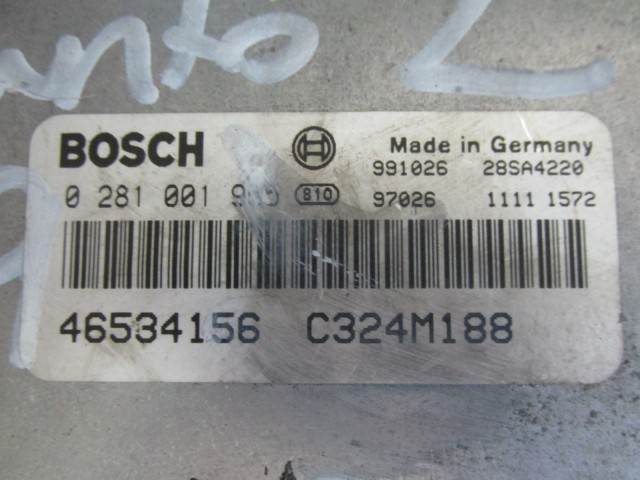 BOSCH Made in Germany
991026 28SA4220
0 281 001 810 97026 1111 1572
46534156 C324M188